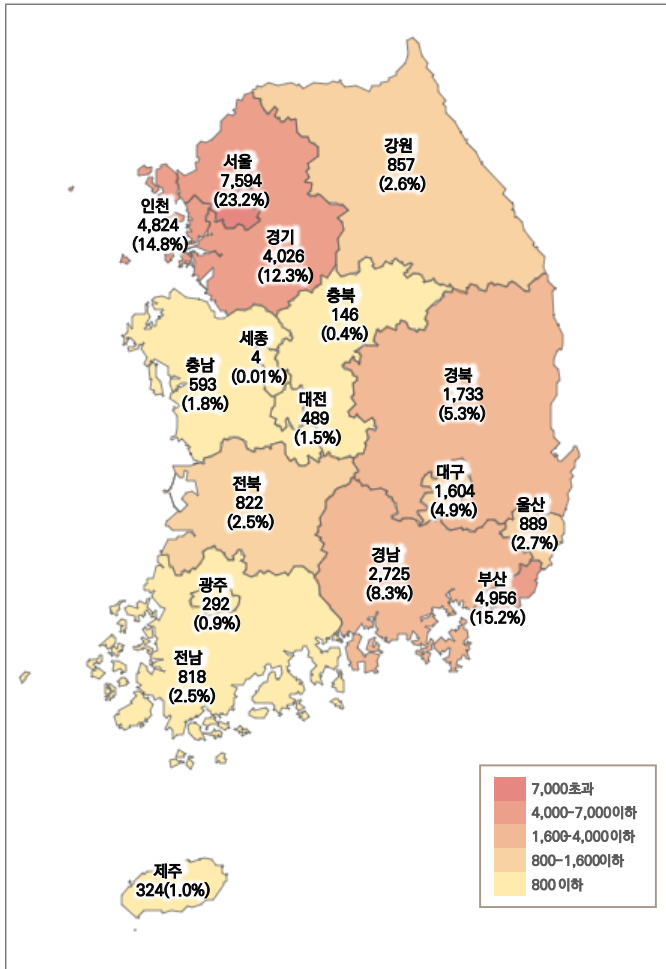 강원
857
(2.6%)
서울
7,594
(23.2%)
인천
4,824
(14.8%)
경기
4,026
(12.3%)
충북
146
(0.4%)
세종
4
(0.01%)
충남
593
(1.8%)
대전
489
(1.5%)
경북
1,733
(5.3%)
대구
1,604
(4.9%)
울산
889
(2.7%)
전북
822
(2.5%)
경남
2,725
(8.3%)
부산
4,956
(15.2%)
광주
292
(0.9%)
전남
818
(2.5%)
제주
324(1.0%)
7,000초과
4,000-7,000이하
1,600-4,000이하
800-1,600이하
800이하